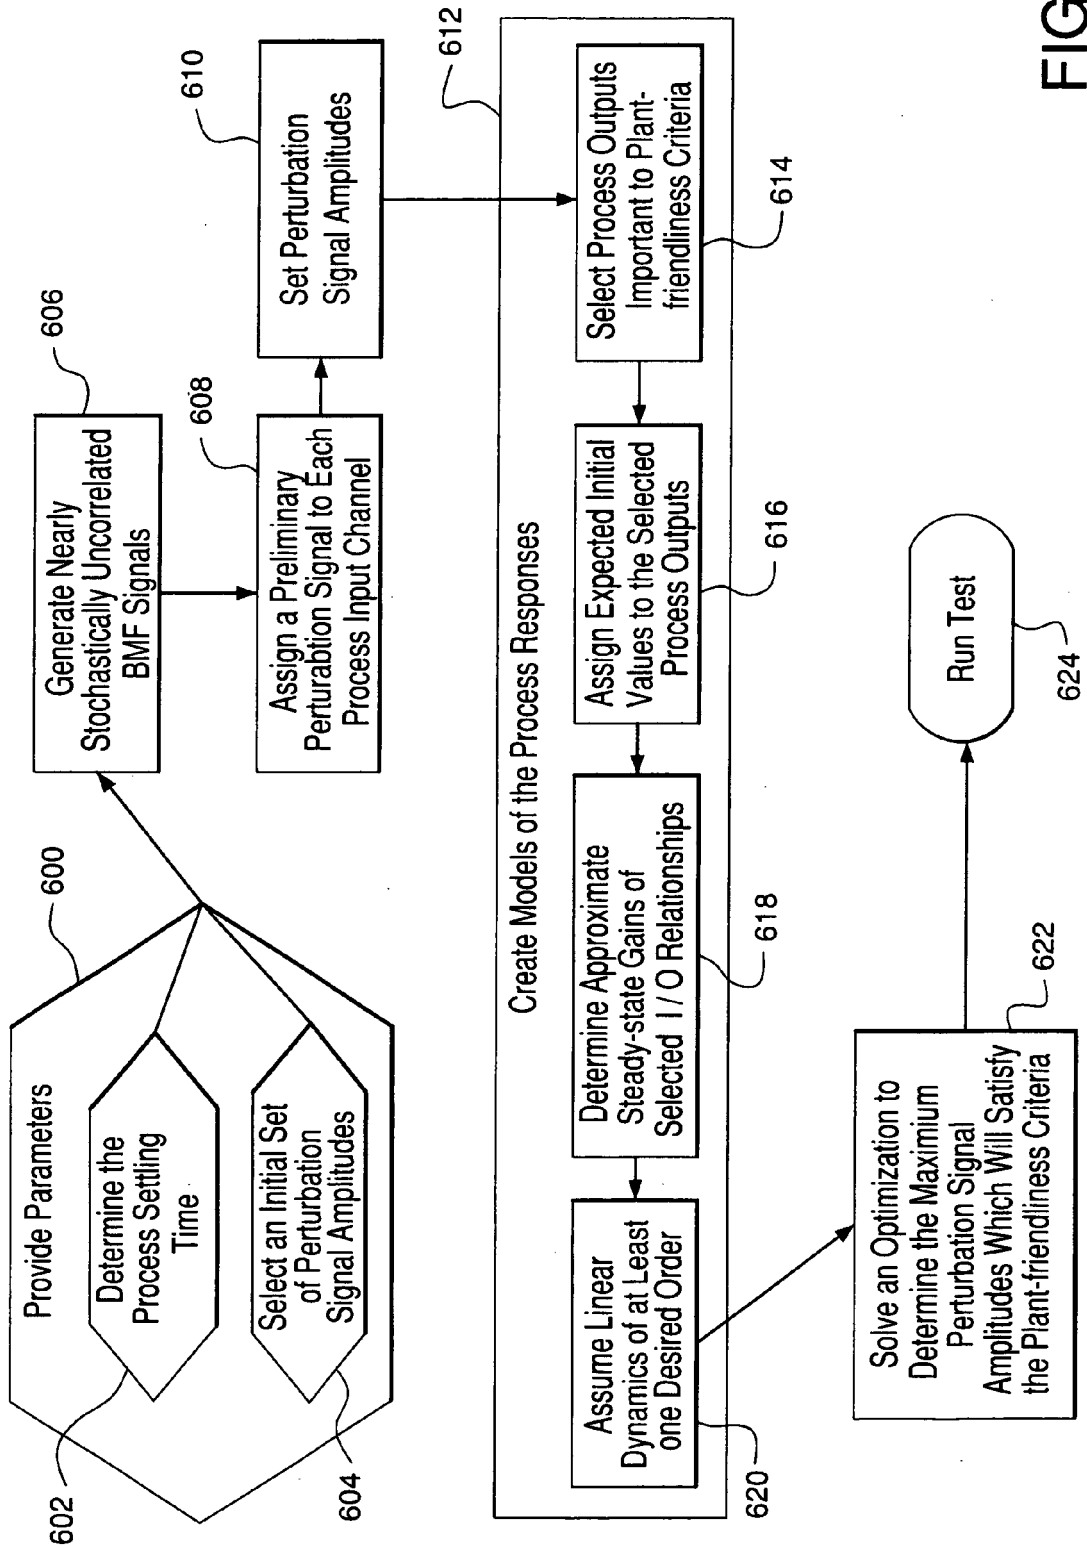 600
Provide Parameters
Determine the
Process Settling
Time
602
Select an Initial Set
of Perturbation
Signal Amplitudes
604
606
Generate Nearly
Stochastically Uncorrelated
BMF Signals
608
Assign a Preliminary
Perturabtion Signal to Each
Process Input Channel
610
Set Perturbation
Signal Amplitudes
612
Create Models of the Process Responses
Select Process Outputs
Important to Plant-
friendliness Criteria
614
Assign Expected Initial
Values to the Selected
Process Outputs
616
Determine Approximate
Steady-state Gains of
Selected I / O Relationships
618
Assume Linear
Dynamics of at Least
one Desired Order
620
Solve an Optimization to
Determine the Maximium
Perturbation Signal
Amplitudes Which Will Satisfy
the Plant-friendliness Criteria
622
Run Test
624
FIG